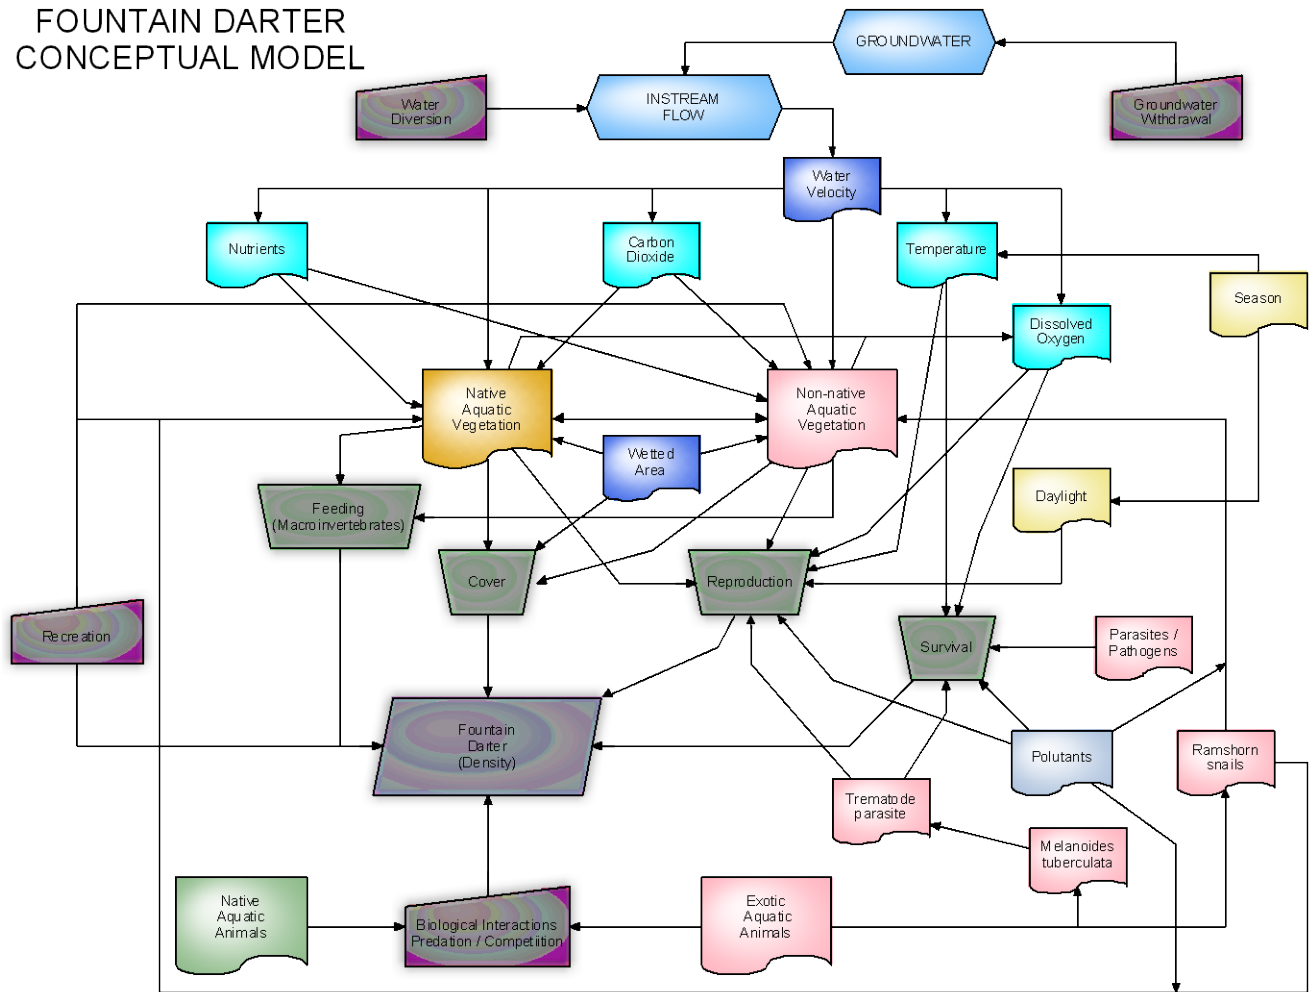 FOUNTAIN DARTER
CONCEPTUAL MODEL
GROUNDWATER
Water
Diversion
INSTREAM
FLOW
Groundwater
Withdrawal
Water
Velocity
Nutrients
Carbon
Dioxide
Temperature
Season
Dissolved
Oxygen
Native
Aquatic
Vegetation
Non-native
Aquatic
Vegetation
Wetted
Area
Daylight
Feeding
(Macroinvertebrates)
Cover
Reproduction
Recreation
Survival
Parasites /
Pathogens
Fountain
Darter
(Density)
Polutants
Ramshorn
snails
Trematode
parasite
Melanoides
tuberculata
Native
Aquatic
Animals
Biological Interactions
Predation / Competiition
Exotic
Aquatic
Animals